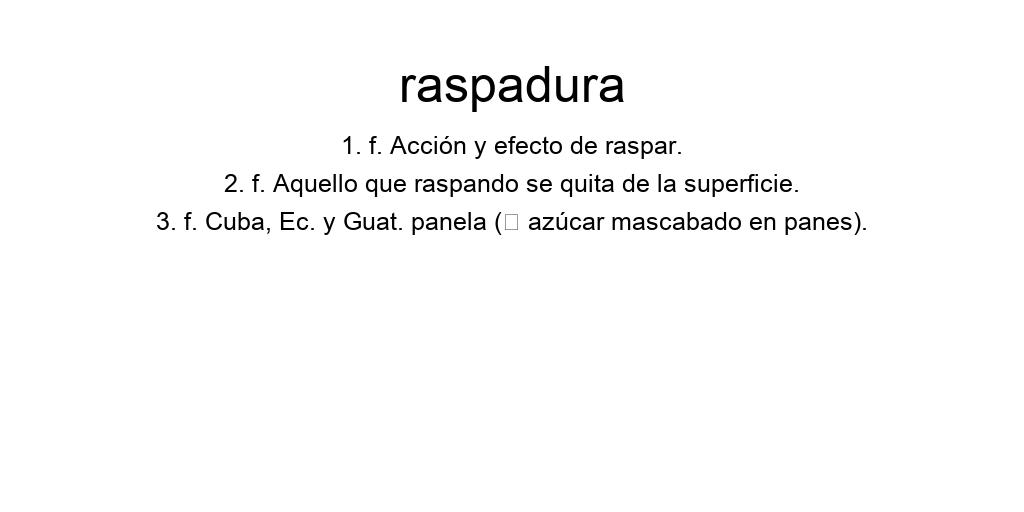 raspadura
1. f. Acción y efecto de raspar.
2. f. Aquello que raspando se quita de la superficie.
3. f. Cuba, Ec. y Guat. panela (□ azúcar mascabado en panes).